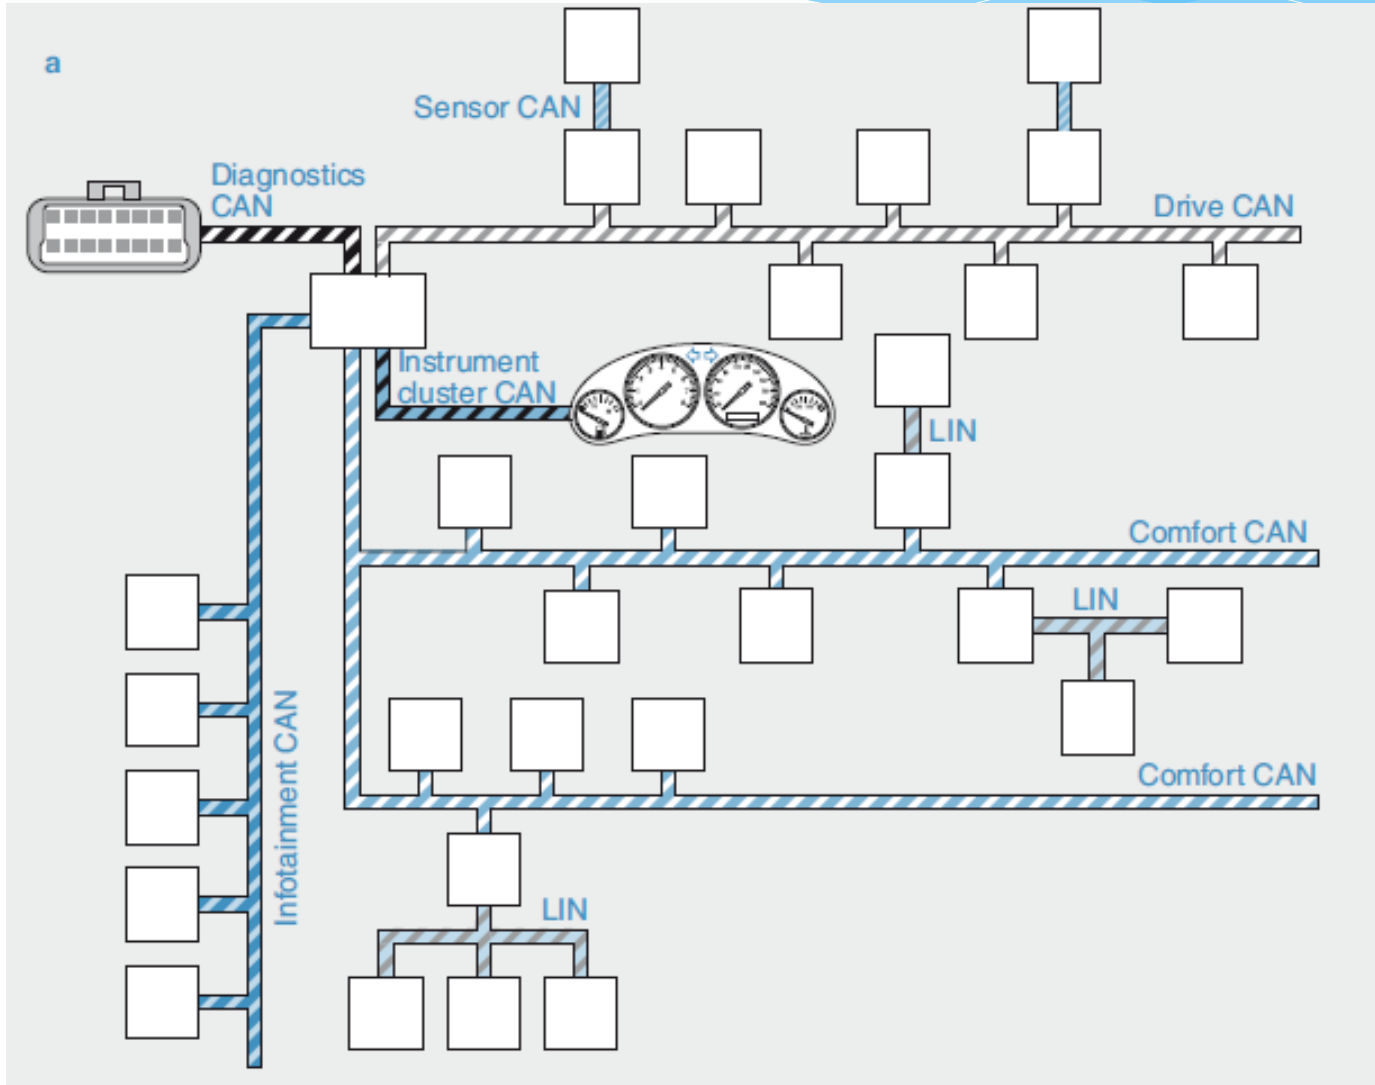 a
Sensor CAN
Diagnostics
CAN
Drive CAN
Instrument
cluster CAN
LIN
Comfort CAN
LIN
Infotainment CAN
Comfort CAN
LIN